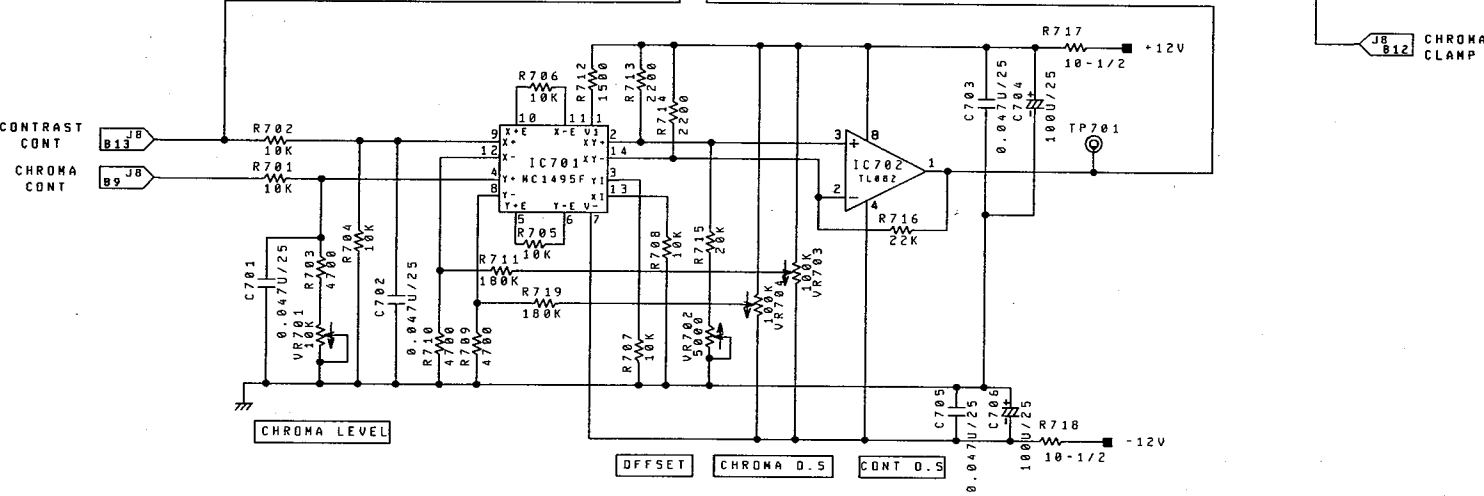 CONTRAST
CONT
B13 J8
R702
10K
CHROMA
CONT
B9 J8
R701
10K
R706
10K
R712
1500
R713
2200
R714
2200
R717
10-1/2
+12V
J8
B12
CHROMA
CLAMP
C703
0.047U/25
C704
100U/25
TP701
10
11
1
X+E
X-E
VI
9
X+
XY+
2
12
X-
IC701
XY-
14
4
Y+
MC1495F
YI
3
8
Y-
XI
13
Y+E
Y-E
V-
5
6
7
R705
10K
3
8
IC702
TL082
1
2
4
R716
22K
C701
0.047U/25
R703
4700
VR701
10K
R704
10K
C702
0.047U/25
R710
4700
R709
4700
R711
180K
R719
180K
R708
10K
R707
10K
R715
20K
VR702
5000
100K
VR704
100K
VR703
C705
0.047U/25
C706
100U/25
R718
10-1/2
-12V
CHROMA LEVEL
OFFSET
CHROMA O.S
CONT O.S